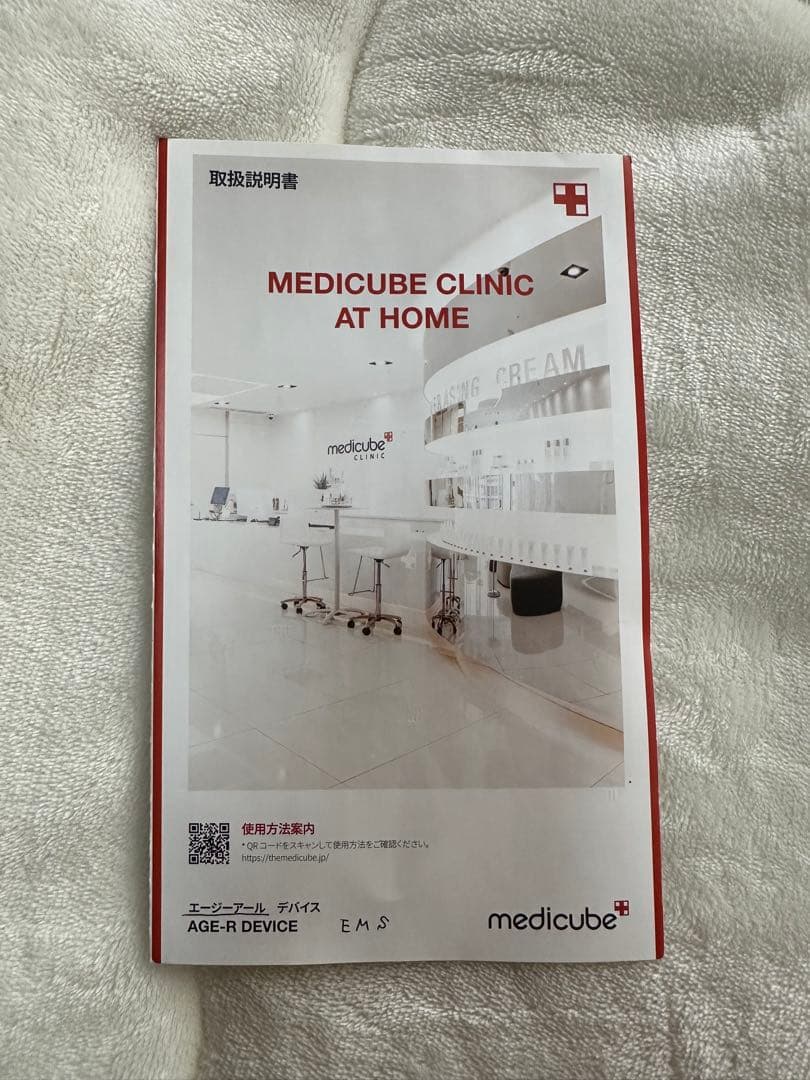 取扱説明書
MEDICUBE CLINIC
AT HOME
CREAM
medicube
CLINIC
使用方法案内
* QRコードをスキャンして使用方法をご確認ください。
https://themedicube.jp/
エージーアール デバイス
AGE-R DEVICE
EMS
medicube